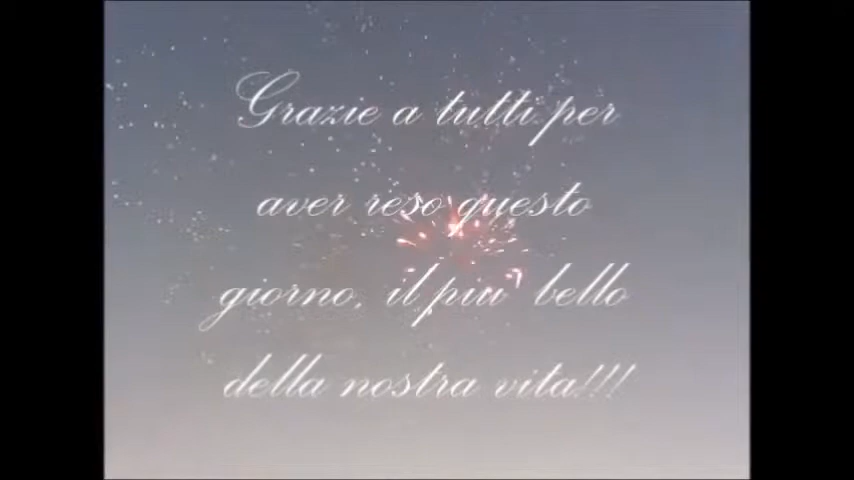 Grazie a tutti per
aver reso questo
giorno, il piu' bello
della nostra vita!!!